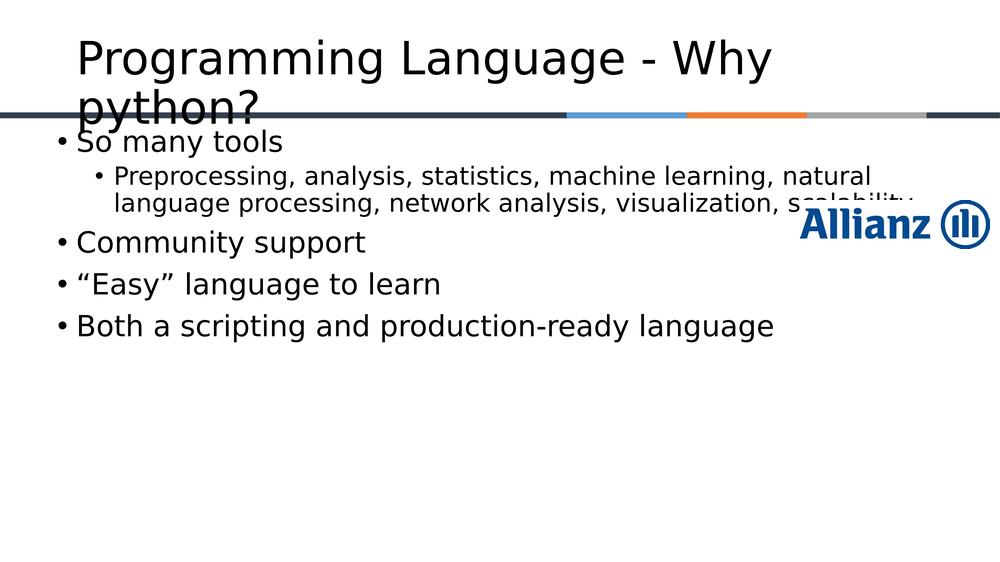 Programming Language - Why
python?
• So many tools
• Preprocessing, analysis, statistics, machine learning, natural
language processing, network analysis, visualization, scalability
Allianz
• Community support
• “Easy” language to learn
• Both a scripting and production-ready language